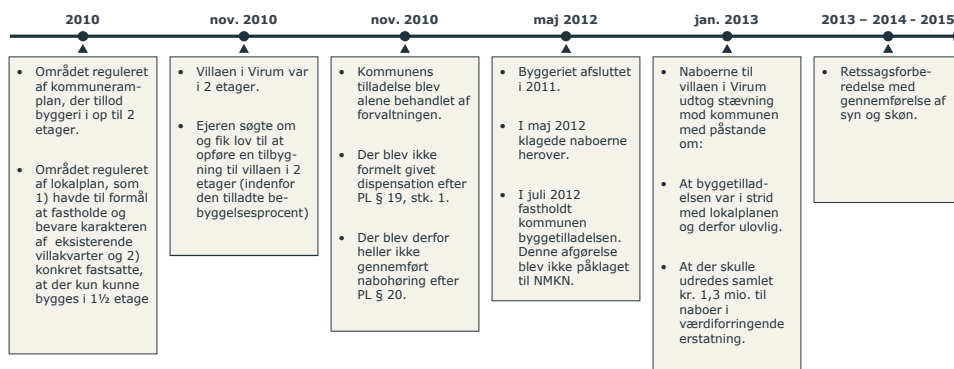 2010
Området reguleret
af kommuneram-
plan, der tillod
byggeri i op til 2
etager.
Området reguleret
af lokalplan, som
1) havde til formål
at fastholde og
bevare karakteren
af eksisterende
villakvarter og 2)
konkret fastsatte,
at der kun kunne
bygges i 1½ etage
nov. 2010
Villaen i Virum var
i 2 etager.
Ejeren søgte om
og fik lov til at
opføre en tilbyg-
ning til villaen i 2
etager (indenfor
den tilladte be-
byggelsesprocent)
nov. 2010
Kommunens
tilladelse blev
alene behandlet af
forvaltningen.
Der blev ikke
formelt givet
dispensation efter
PL § 19, stk. 1.
Der blev derfor
heller ikke
gennemført
nabohøring efter
PL § 20.
maj 2012
Byggeriet afsluttet
i 2011.
I maj 2012
klagede naboerne
herover.
I juli 2012
fastholdt
kommunen
byggetilladelsen.
Denne afgørelse
blev ikke påklaget
til NMKN.
jan. 2013
Naboerne til
villaen i Virum
udtog stævning
mod kommunen
med påstande
om:
At byggetillad-
elsen var i strid
med lokalplanen
og derfor ulovlig.
At der skulle
udredes samlet
kr. 1,3 mio. til
naboer i
værdiforringende
erstatning.
2013 – 2014 - 2015
Retssagsforbe-
redelse med
gennemførelse af
syn og skøn.